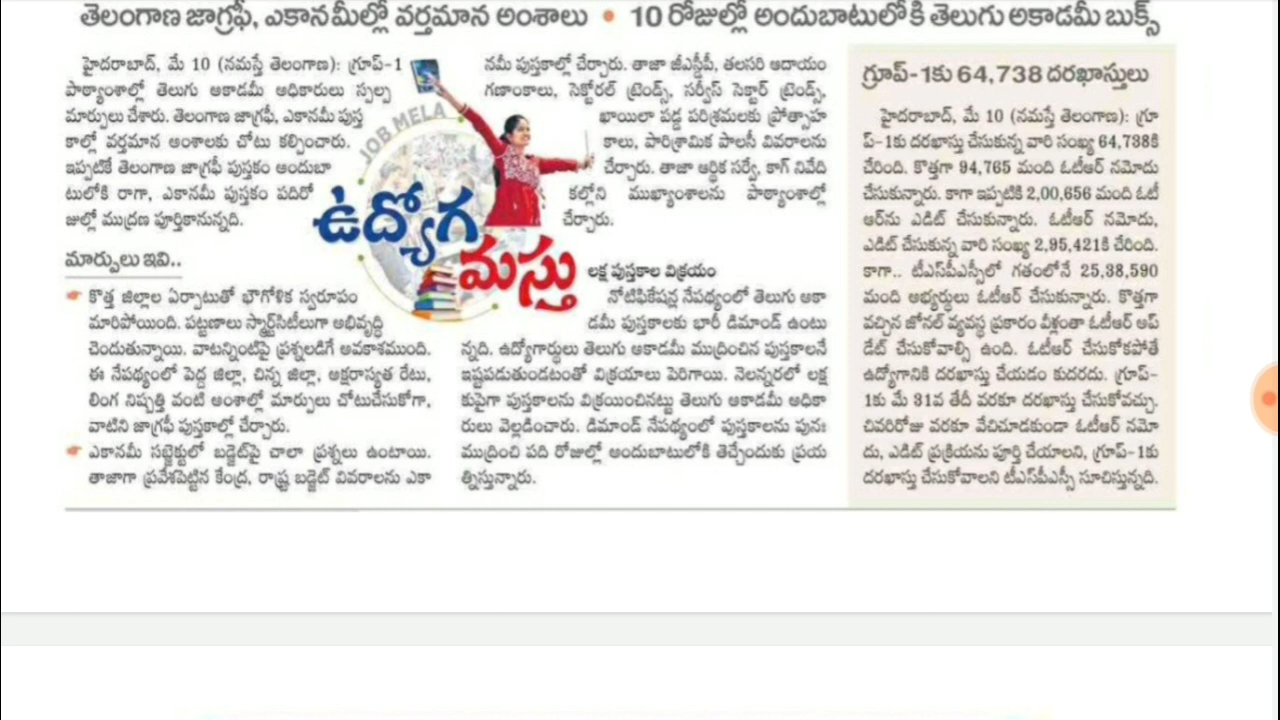 తెలంగాణ జాగ్రఫీ, ఎకానమీల్లో వర్తమాన అంశాలు • 10 రోజుల్లో అందుబాటులోకి తెలుగు అకాడమీ బుక్స్
హైదరాబాద్, మే 10 (నమస్తే తెలంగాణ): గ్రూప్-1
పాఠ్యాంశాల్లో తెలుగు అకాడమీ అధికారులు స్వల్ప
మార్పులు చేశారు. తెలంగాణ జాగ్రఫీ, ఎకానమీ పుస్త
కాల్లో వర్తమాన అంశాలకు చోటు కల్పించారు.
ఇప్పటికే తెలంగాణ జాగ్రఫీ పుస్తకం అందుబా
టులోకి రాగా, ఎకానమీ పుస్తకం పదిరో
జుల్లో ముద్రణ పూర్తికానున్నది.
మార్పులు ఇవి..
కొత్త జిల్లాల ఏర్పాటుతో భౌగోళిక స్వరూపం
మారిపోయింది. పట్టణాలు స్మార్ట్‌సిటీలుగా అభివృద్ధి
చెందుతున్నాయి. వాటన్నింటిపై ప్రశ్నలడిగే అవకాశముంది.
ఈ నేపథ్యంలో పెద్ద జిల్లా, చిన్న జిల్లా, అక్షరాస్యత రేటు,
లింగ నిష్పత్తి వంటి అంశాల్లో మార్పులు చోటుచేసుకోగా,
వాటిని జాగ్రఫీ పుస్తకాల్లో చేర్చారు.
ఎకానమీ సబ్జెక్టులో బడ్జెట్‌పై చాలా ప్రశ్నలు ఉంటాయి.
తాజాగా ప్రవేశపెట్టిన కేంద్ర, రాష్ట్ర బడ్జెట్ వివరాలను ఎకా
JOB MELA
ఉద్యోగ
మస్తు
నమీ పుస్తకాల్లో చేర్చారు. తాజా జీఎస్డీపీ, తలసరి ఆదాయం
గణాంకాలు, సెక్టోరల్ ట్రెండ్స్, సర్వీస్ సెక్టార్ ట్రెండ్స్,
ఖాయిలా పడ్డ పరిశ్రమలకు ప్రోత్సాహ
కాలు, పారిశ్రామిక పాలసీ వివరాలను
చేర్చారు. తాజా ఆర్థిక సర్వే, కాగ్ నివేది
కల్లోని ముఖ్యాంశాలను పాఠ్యాంశాల్లో
చేర్చారు.
లక్ష పుస్తకాల విక్రయం
నోటిఫికేషన్ల నేపథ్యంలో తెలుగు అకా
డమీ పుస్తకాలకు భారీ డిమాండ్ ఉంటు
న్నది. ఉద్యోగార్థులు తెలుగు అకాడమీ ముద్రించిన పుస్తకాలనే
ఇష్టపడుతుండటంతో విక్రయాలు పెరిగాయి. నెలన్నరలో లక్ష
కుపైగా పుస్తకాలను విక్రయించినట్టు తెలుగు అకాడమీ అధికా
రులు వెల్లడించారు. డిమాండ్ నేపథ్యంలో పుస్తకాలను పునః
ముద్రించి పది రోజుల్లో అందుబాటులోకి తెచ్చేందుకు ప్రయ
త్నిస్తున్నారు.
గ్రూప్-1కు 64,738 దరఖాస్తులు
హైదరాబాద్, మే 10 (నమస్తే తెలంగాణ): గ్రూ
ప్-1కు దరఖాస్తు చేసుకున్న వారి సంఖ్య 64,738కి
చేరింది. కొత్తగా 94,765 మంది ఓటీఆర్ నమోదు
చేసుకున్నారు. కాగా ఇప్పటికి 2,00,656 మంది ఓటీ
ఆర్‌ను ఎడిట్ చేసుకున్నారు. ఓటీఆర్ నమోదు,
ఎడిట్ చేసుకున్న వారి సంఖ్య 2,95,421కి చేరింది.
కాగా.. టీఎస్‌పీఎస్సీలో గతంలోనే 25,38,590
మంది అభ్యర్థులు ఓటీఆర్ చేసుకున్నారు. కొత్తగా
వచ్చిన జోనల్ వ్యవస్థ ప్రకారం వీళ్లంతా ఓటీఆర్ అప్
డేట్ చేసుకోవాల్సి ఉంది. ఓటీఆర్ చేసుకోకపోతే
ఉద్యోగానికి దరఖాస్తు చేయడం కుదరదు. గ్రూప్-
1కు మే 31వ తేదీ వరకూ దరఖాస్తు చేసుకోవచ్చు.
చివరిరోజు వరకూ వేచిచూడకుండా ఓటీఆర్ నమో
దు, ఎడిట్ ప్రక్రియను పూర్తి చేయాలని, గ్రూప్-1కు
దరఖాస్తు చేసుకోవాలని టీఎస్‌పీఎస్సీ సూచిస్తున్నది.